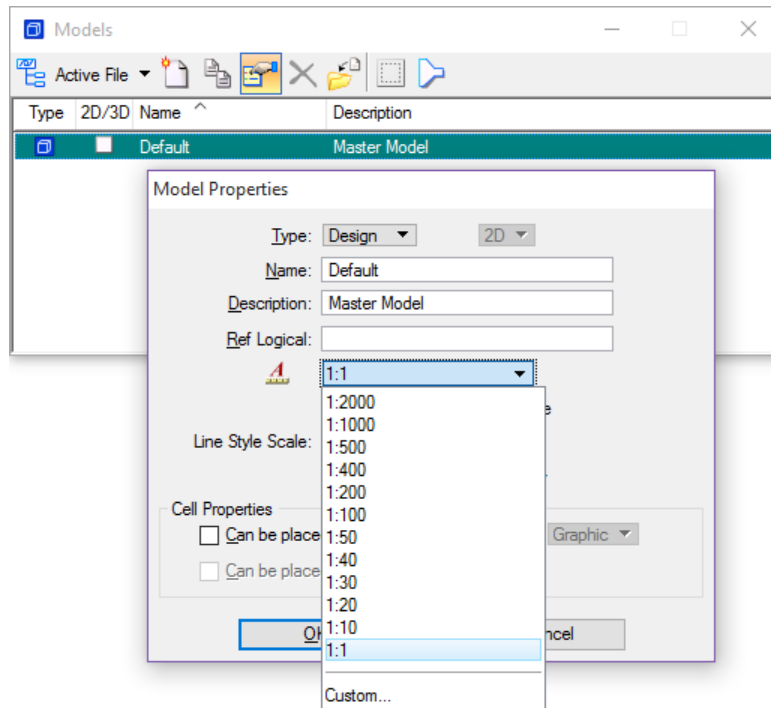 Models
Active File
Type 2D/3D Name Description
Default Master Model
Model Properties
Type: Design 2D
Name: Default
Description: Master Model
Ref Logical:
1:1
1:2000
1:1000
1:500
Line Style Scale:
1:400
1:200
Cell Properties
1:100
Can be place
1:50
Graphic
1:40
Can be place
1:30
1:20
1:10
1:1
Custom...